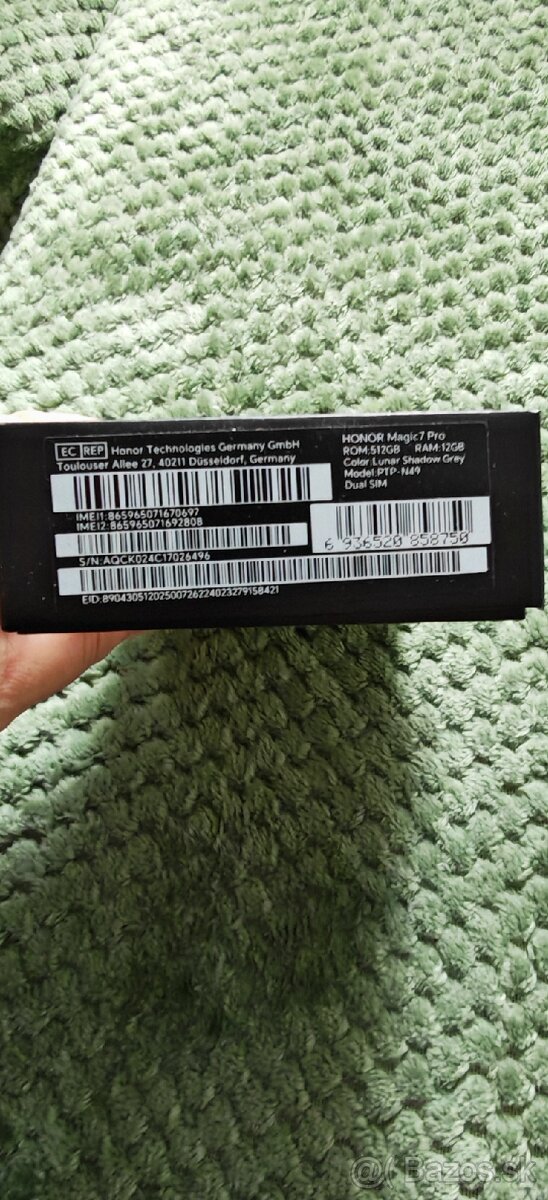 EC REP Honor Technologies Germany GmbH
Toulouser Allee 27, 40211 Düsseldorf, Germany
IMEI1:865965071670697
IMEI2:865965071692808
S/N:AQCK024C17026496
EID:89043051202500726224023279158421
HONOR Magic7 Pro
ROM:512GB RAM:12GB
Color:Lunar Shadow Grey
Model:PTP-N49
Dual SIM
6 936520 858750
Bazos.sk